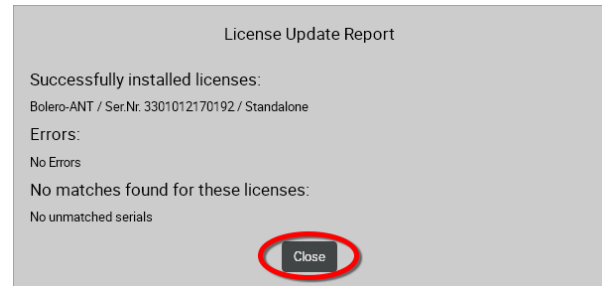 License Update Report
Successfully installed licenses:
Bolero-ANT / Ser.Nr. 3301012170192 / Standalone
Errors:
No Errors
No matches found for these licenses:
No unmatched serials
Close